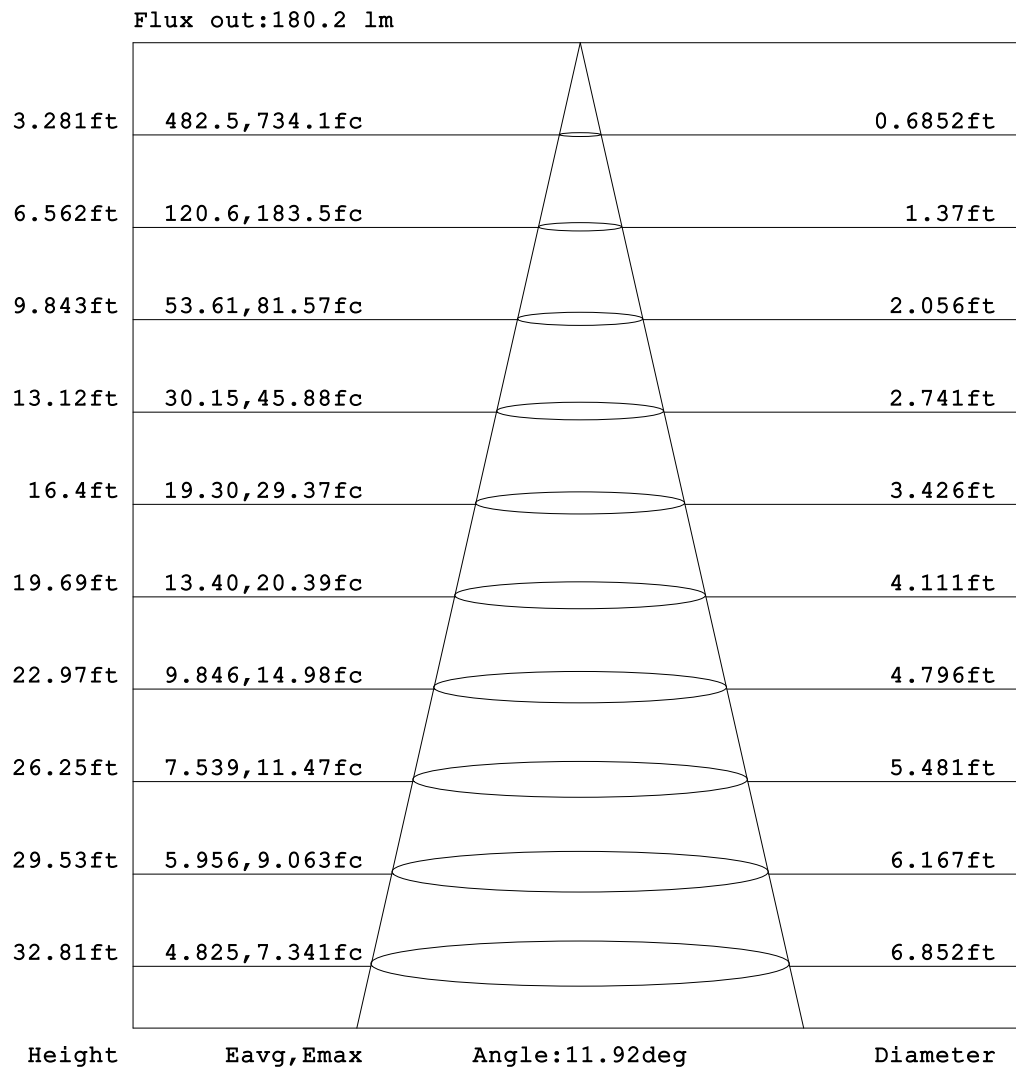 Flux out:180.2 lm
3.281ft 482.5,734.1fc 0.6852ft
6.562ft 120.6,183.5fc 1.37ft
9.843ft 53.61,81.57fc 2.056ft
13.12ft 30.15,45.88fc 2.741ft
16.4ft 19.30,29.37fc 3.426ft
19.69ft 13.40,20.39fc 4.111ft
22.97ft 9.846,14.98fc 4.796ft
26.25ft 7.539,11.47fc 5.481ft
29.53ft 5.956,9.063fc 6.167ft
32.81ft 4.825,7.341fc 6.852ft
Height Eavg,Emax Angle:11.92deg Diameter